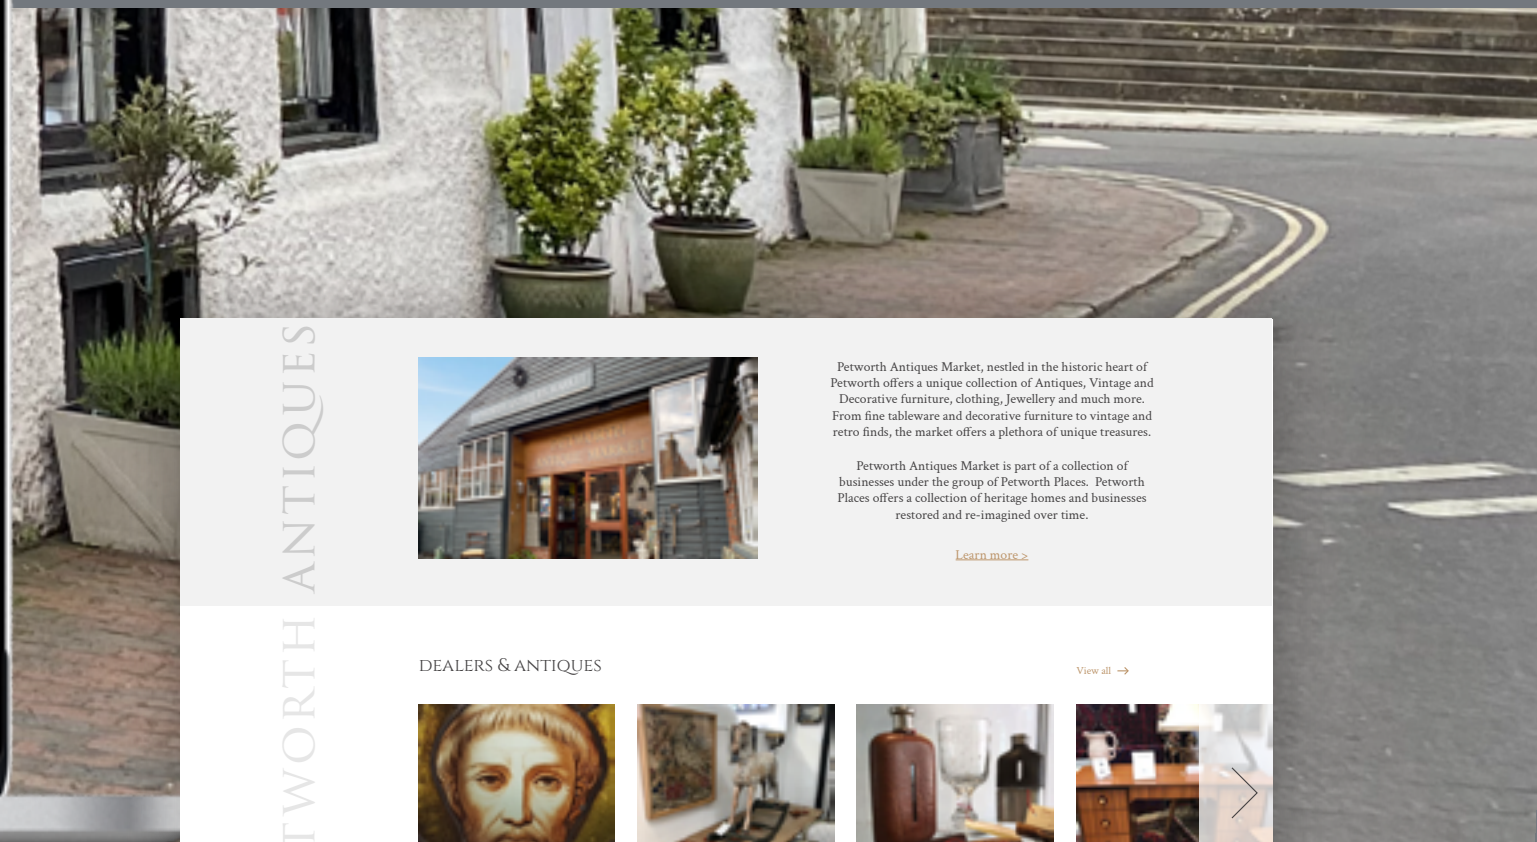 Petworth Antiques Market, nestled in the historic heart of
Petworth offers a unique collection of Antiques, Vintage and
Decorative furniture, clothing, Jewellery and much more.
From fine tableware and decorative furniture to vintage and
retro finds, the market offers a plethora of unique treasures.
Petworth Antiques Market is part of a collection of
businesses under the group of Petworth Places. Petworth
Places offers a collection of heritage homes and businesses
restored and re-imagined over time.
Learn more >
TWORTH ANTIQUES
DEALERS & ANTIQUES
View all